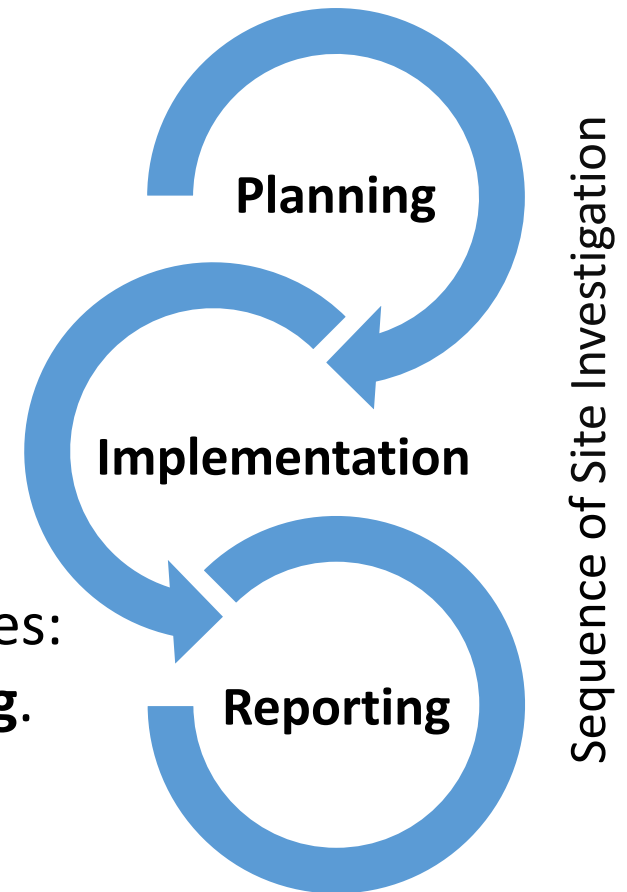 Planning
Implementation
es:
g.
Reporting
Sequence of Site Investigation